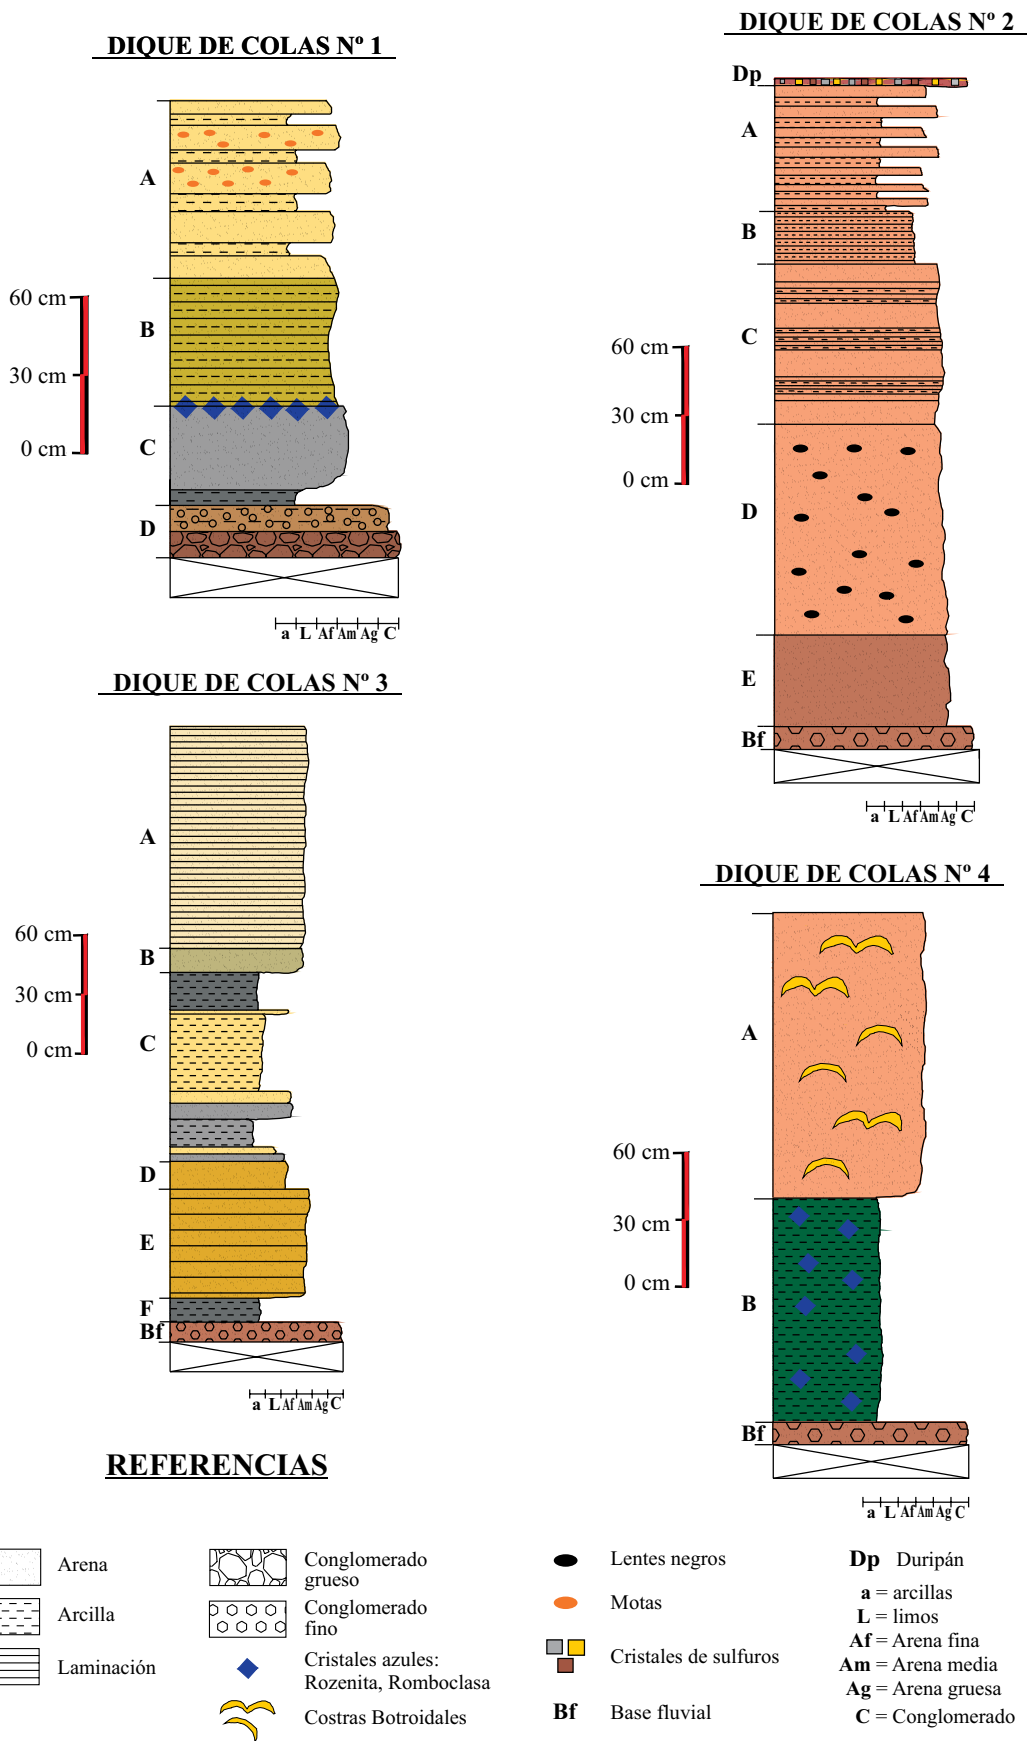 DIQUE DE COLAS Nº 1
A
B
C
D
60 cm
30 cm
0 cm
a L Af Am Ag C
DIQUE DE COLAS Nº 2
Dp
A
B
C
D
E
Bf
60 cm
30 cm
0 cm
a L Af Am Ag C
DIQUE DE COLAS Nº 3
A
B
C
D
E
F
Bf
60 cm
30 cm
0 cm
a L Af Am Ag C
DIQUE DE COLAS Nº 4
A
B
Bf
60 cm
30 cm
0 cm
a L Af Am Ag C
REFERENCIAS
Arena
Arcilla
Laminación
Conglomerado
grueso
Conglomerado
fino
Cristales azules:
Rozenita, Romboclasa
Costras Botroidales
Lentes negros
Motas
Cristales de sulfuros
Bf Base fluvial
Dp Duripán
a = arcillas
L = limos
Af = Arena fina
Am = Arena media
Ag = Arena gruesa
C = Conglomerado